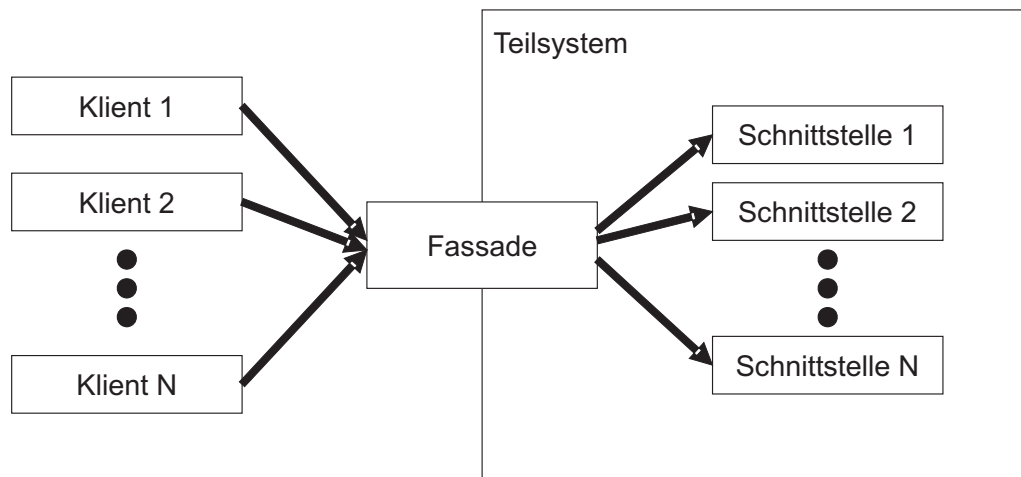 Teilsystem
Klient 1
Klient 2
Klient N
Fassade
Schnittstelle 1
Schnittstelle 2
Schnittstelle N